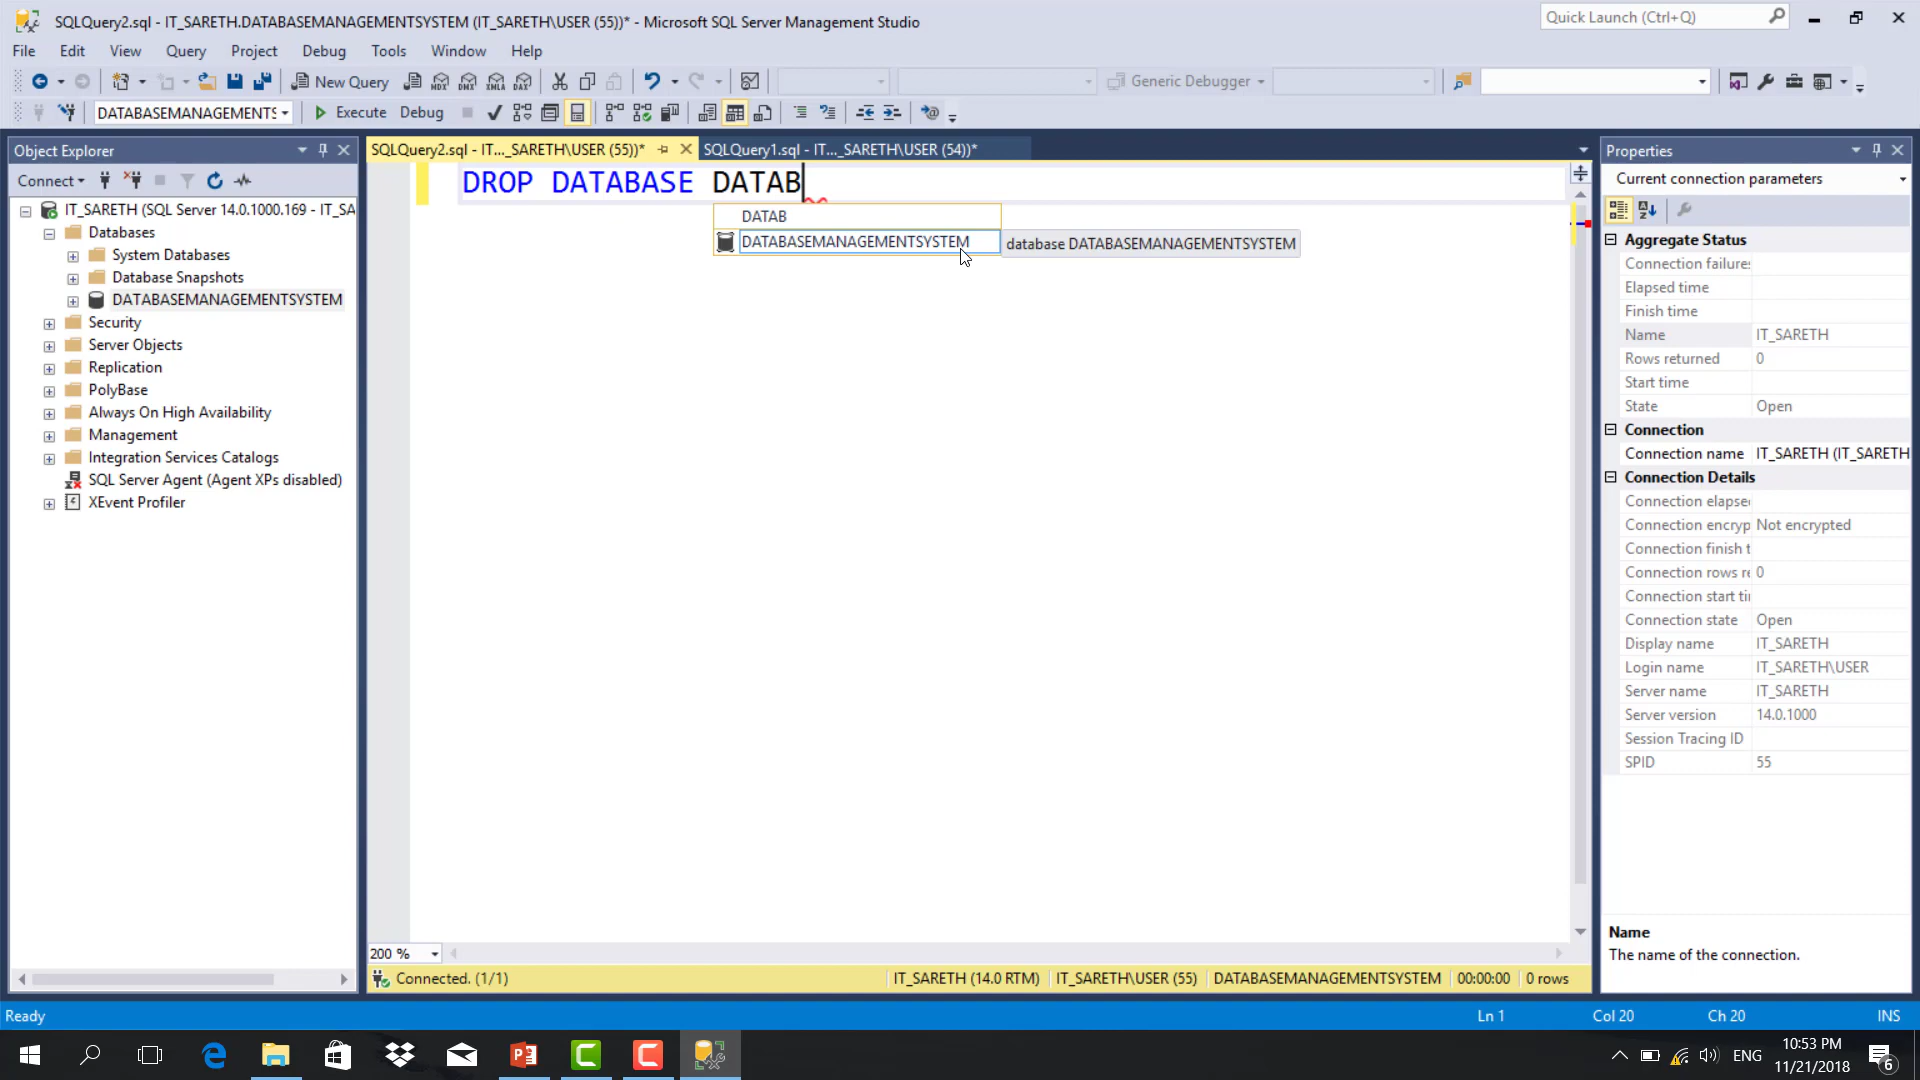 SQLQuery2.sql - IT_SARETH.DATABASEMANAGEMENTSYSTEM (IT_SARETH\USER (55))* - Microsoft SQL Server Management Studio
Quick Launch (Ctrl+Q)
File Edit View Query Project Debug Tools Window Help
New Query MDX DMX XMLA DAX Generic Debugger
DATABASEMANAGEMENTS Execute Debug
Object Explorer
Connect
IT_SARETH (SQL Server 14.0.1000.169 - IT_SA
Databases
System Databases
Database Snapshots
DATABASEMANAGEMENTSYSTEM
Security
Server Objects
Replication
PolyBase
Always On High Availability
Management
Integration Services Catalogs
SQL Server Agent (Agent XPs disabled)
XEvent Profiler
SQLQuery2.sql - IT..._SARETH\USER (55))* SQLQuery1.sql - IT..._SARETH\USER (54))*
DROP DATABASE DATAB
DATAB
DATABASEMANAGEMENTSYSTEM database DATABASEMANAGEMENTSYSTEM
200 %
Connected. (1/1) IT_SARETH (14.0 RTM) IT_SARETH\USER (55) DATABASEMANAGEMENTSYSTEM 00:00:00 0 rows
Properties
Current connection parameters
Aggregate Status
Connection failures
Elapsed time
Finish time
Name IT_SARETH
Rows returned 0
Start time
State Open
Connection
Connection name IT_SARETH (IT_SARETH
Connection Details
Connection elapse
Connection encryp Not encrypted
Connection finish t
Connection rows re 0
Connection start ti
Connection state Open
Display name IT_SARETH
Login name IT_SARETH\USER
Server name IT_SARETH
Server version 14.0.1000
Session Tracing ID
SPID 55
Name
The name of the connection.
Ready Ln 1 Col 20 Ch 20 INS
ENG 10:53 PM
11/21/2018 6